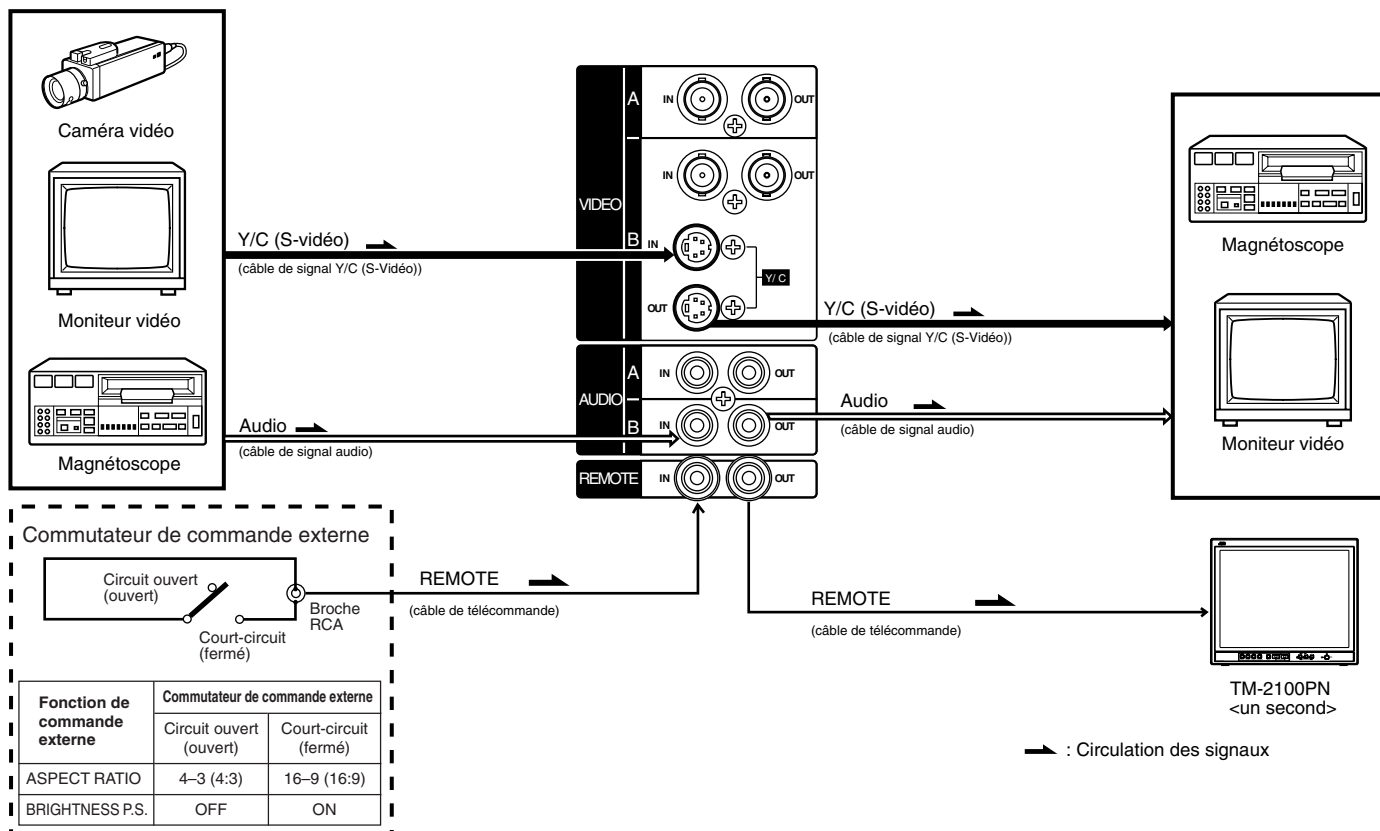 Caméra vidéo
Moniteur vidéo
Magnétoscope
Y/C (S-vidéo)
(câble de signal Y/C (S-Vidéo))
Audio
(câble de signal audio)
VIDEO
A
IN
OUT
IN
OUT
B
IN
Y/C
OUT
AUDIO
A
IN
OUT
B
IN
OUT
REMOTE
IN
OUT
Y/C (S-vidéo)
(câble de signal Y/C (S-Vidéo))
Audio
(câble de signal audio)
Magnétoscope
Moniteur vidéo
Commutateur de commande externe
Circuit ouvert
(ouvert)
Court-circuit
(fermé)
Broche
RCA
REMOTE
(câble de télécommande)
REMOTE
(câble de télécommande)
TM-2100PN
<un second>
: Circulation des signaux
Fonction de
commande
externe
Commutateur de commande externe
Circuit ouvert
(ouvert)
Court-circuit
(fermé)
ASPECT RATIO 4–3 (4:3) 16–9 (16:9)
BRIGHTNESS P.S. OFF ON